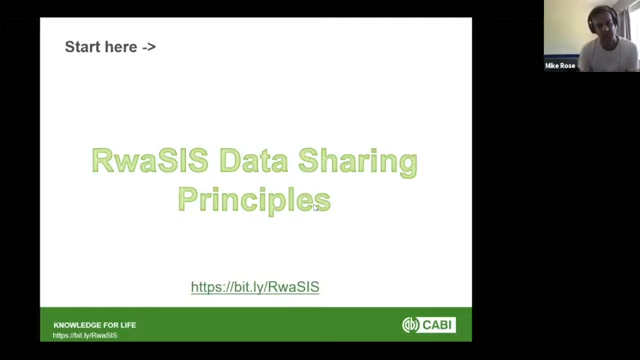 Start here ->
Mike Rose
RwaSIS Data Sharing
Principles
https://bit.ly/RwaSIS
KNOWLEDGE FOR LIFE
https://bit.ly/RwaSIS
CABI